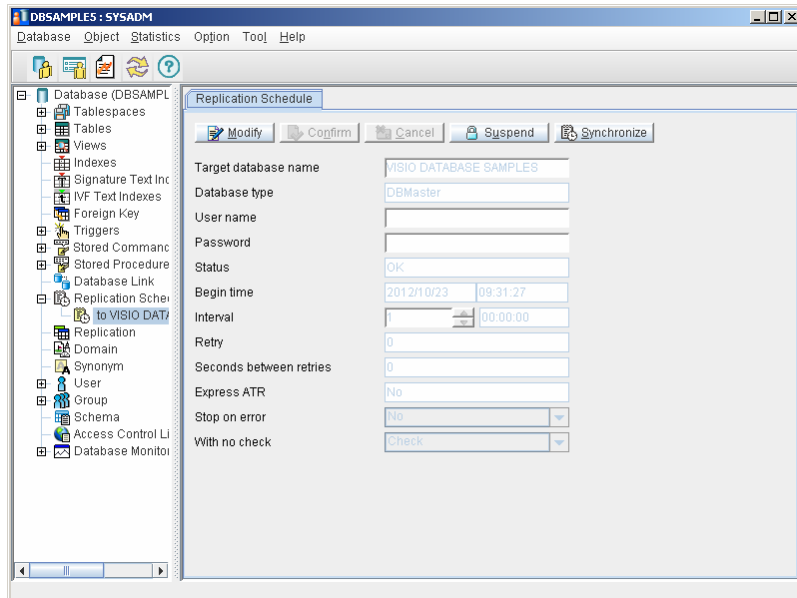 DBSAMPLE5 : SYSADM
Database Object Statistics Option Tool Help
Database (DBSAMPL
Tablespaces
Tables
Views
Indexes
Signature Text Inc
IVF Text Indexes
Foreign Key
Triggers
Stored Commanc
Stored Procedure
Database Link
Replication Schei
to VISIO DATA
Replication
Domain
Synonym
User
Group
Schema
Access Control Li
Database Monitor
Replication Schedule
Modify Confirm Cancel Suspend Synchronize
Target database name VISIO DATABASE SAMPLES
Database type DBMaster
User name
Password
Status OK
Begin time 2012/10/23 09:31:27
Interval 1 00:00:00
Retry 0
Seconds between retries 0
Express ATR No
Stop on error No
With no check Check